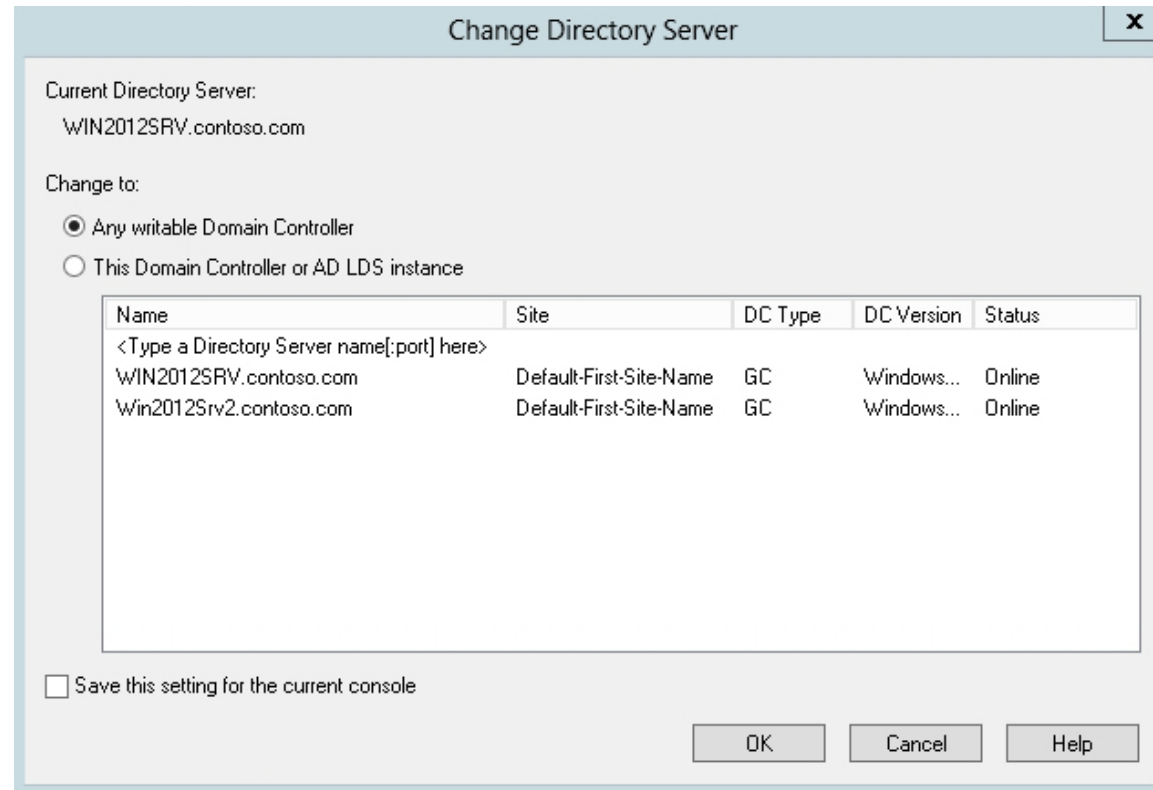 Change Directory Server
x
Current Directory Server:
WIN2012SRV.contoso.com
Change to:
Any writable Domain Controller
This Domain Controller or AD LDS instance
Name Site DC Type DC Version Status
<Type a Directory Server name[:port] here>
WIN2012SRV.contoso.com Default-First-Site-Name GC Windows... Online
Win2012Srv2.contoso.com Default-First-Site-Name GC Windows... Online
Save this setting for the current console
OK Cancel Help